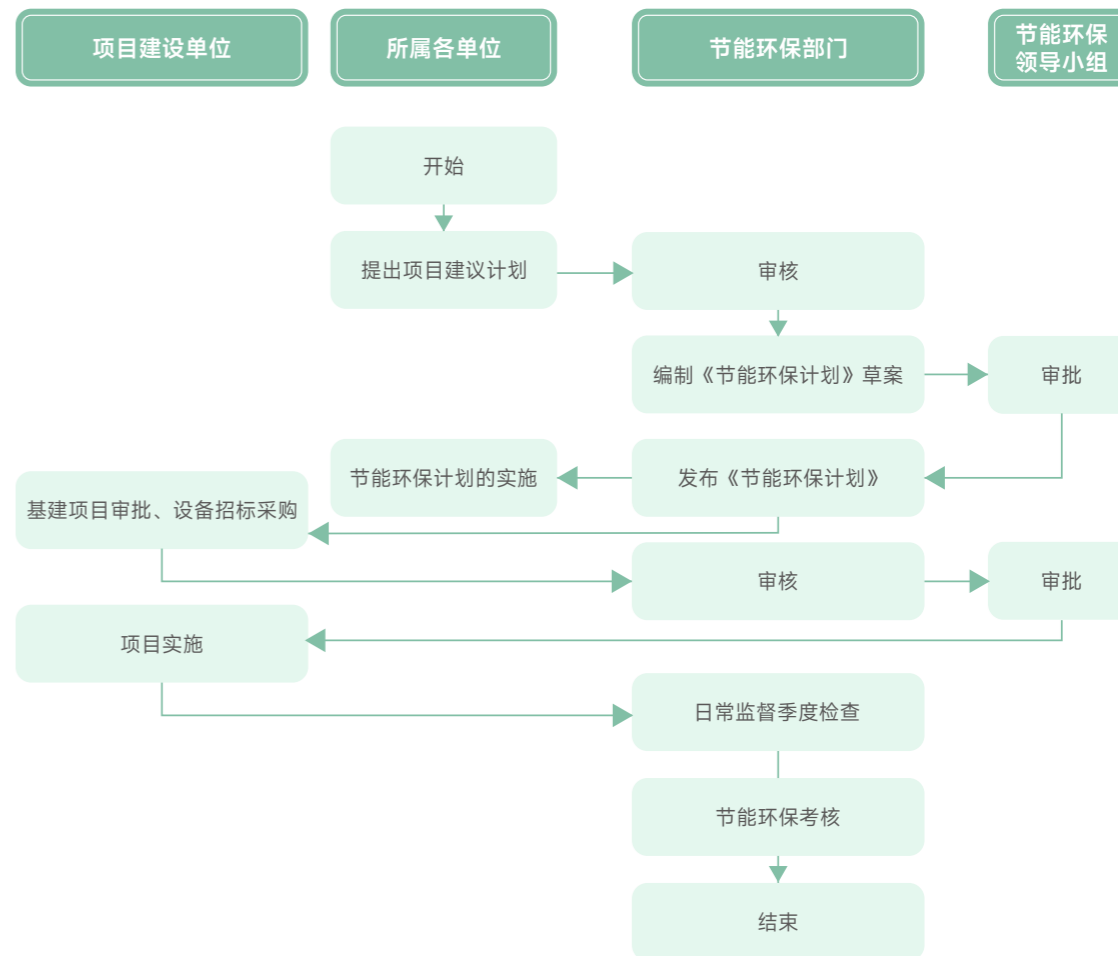 项目建设单位
所属各单位
节能环保部门
节能环保
领导小组
开始
提出项目建议计划
审核
编制《节能环保计划》草案
审批
节能环保计划的实施
发布《节能环保计划》
基建项目审批、设备招标采购
审核
审批
项目实施
日常监督季度检查
节能环保考核
结束